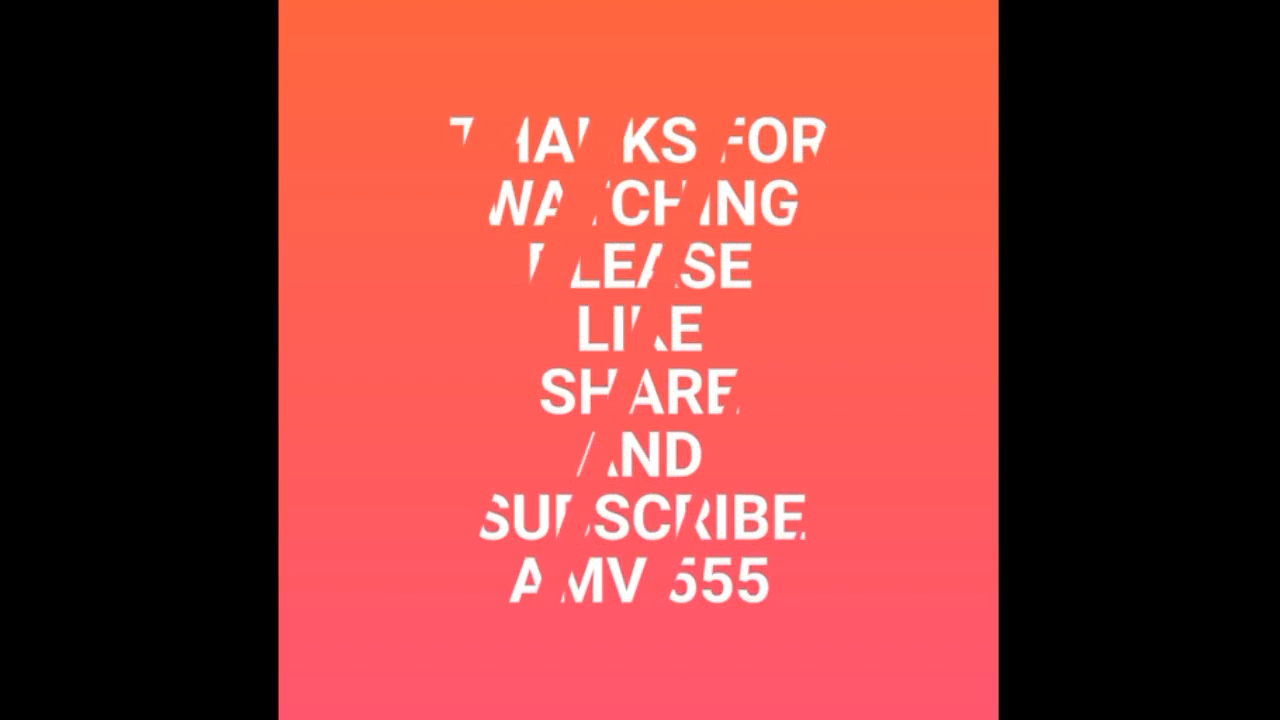 THANKS FOR
WATCHING
PLEASE
LIKE
SHARE
AND
SUBSCRIBE
AMV 555